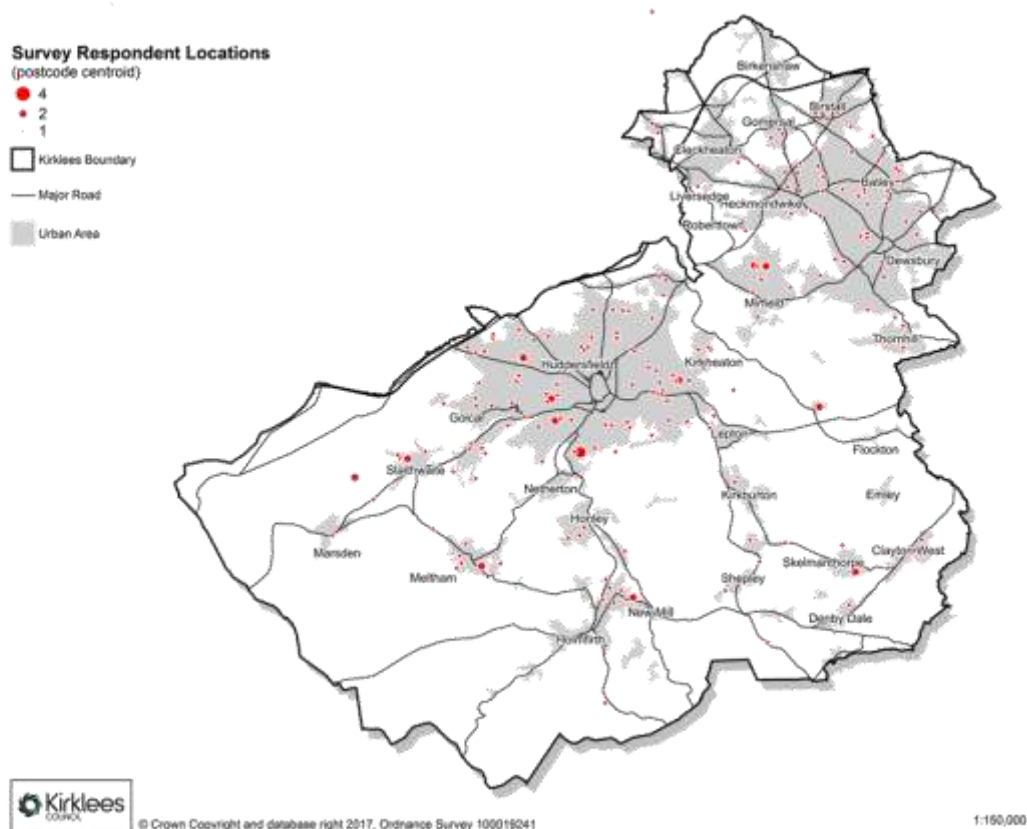 Survey Respondent Locations
(postcode centroid)
4
2
1
Kirklees Boundary
Major Road
Urban Area
Birkenshaw
Birstall
Gomersal
Cleckheaton
Batley
Liversedge
Heckmondwike
Roberttown
Dewsbury
Mirfield
Thornhill
Huddersfield
Kirkheaton
Golcar
Lepton
Flockton
Slaithwaite
Netherton
Kirkburton
Emley
Honley
Marsden
Clayton West
Skelmanthorpe
Meltham
Shepley
New Mill
Denby Dale
Holmfirth
Kirklees
COUNCIL
© Crown Copyright and database right 2017. Ordnance Survey 100019241
1:150,000